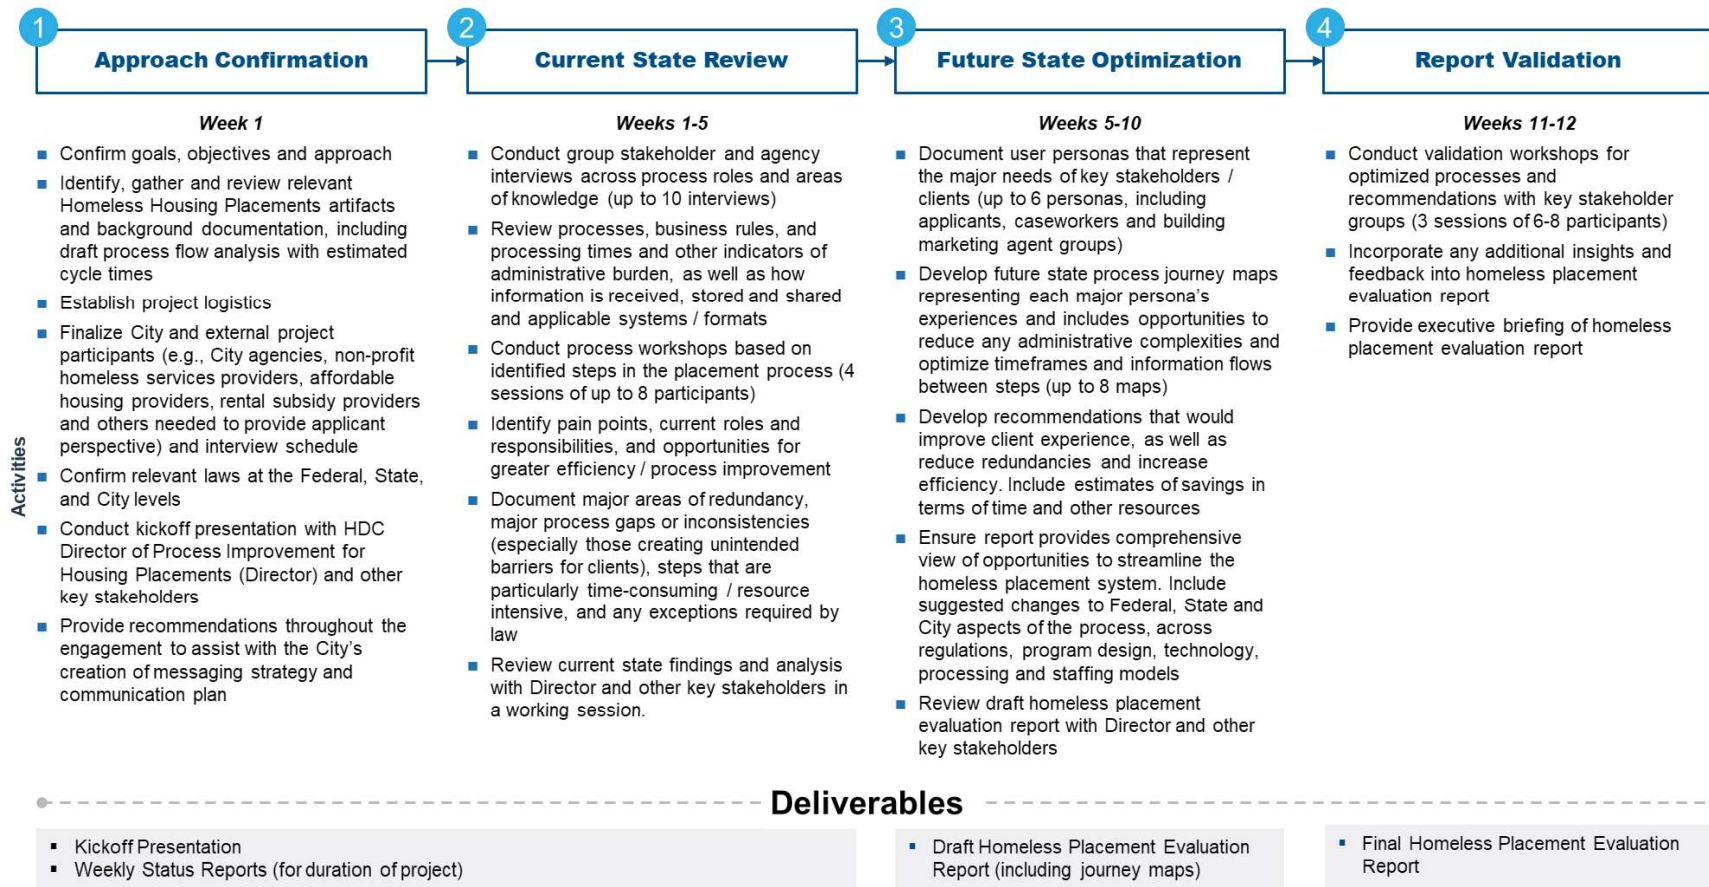 1
Approach Confirmation
Week 1
Confirm goals, objectives and approach
Identify, gather and review relevant
Homeless Housing Placements artifacts
and background documentation, including
draft process flow analysis with estimated
cycle times
Establish project logistics
Finalize City and external project
participants (e.g., City agencies, non-profit
homeless services providers, affordable
housing providers, rental subsidy providers
and others needed to provide applicant
perspective) and interview schedule
Confirm relevant laws at the Federal, State,
and City levels
Conduct kickoff presentation with HDC
Director of Process Improvement for
Housing Placements (Director) and other
key stakeholders
Provide recommendations throughout the
engagement to assist with the City's
creation of messaging strategy and
communication plan
2
Current State Review
Weeks 1-5
Conduct group stakeholder and agency
interviews across process roles and areas
of knowledge (up to 10 interviews)
Review processes, business rules, and
processing times and other indicators of
administrative burden, as well as how
information is received, stored and shared
and applicable systems / formats
Conduct process workshops based on
identified steps in the placement process (4
sessions of up to 8 participants)
Identify pain points, current roles and
responsibilities, and opportunities for
greater efficiency / process improvement
Document major areas of redundancy,
major process gaps or inconsistencies
(especially those creating unintended
barriers for clients), steps that are
particularly time-consuming / resource
intensive, and any exceptions required by
law
Review current state findings and analysis
with Director and other key stakeholders in
a working session.
3
Future State Optimization
Weeks 5-10
Document user personas that represent
the major needs of key stakeholders /
clients (up to 6 personas, including
applicants, caseworkers and building
marketing agent groups)
Develop future state process journey maps
representing each major persona's
experiences and includes opportunities to
reduce any administrative complexities and
optimize timeframes and information flows
between steps (up to 8 maps)
Develop recommendations that would
improve client experience, as well as
reduce redundancies and increase
efficiency. Include estimates of savings in
terms of time and other resources
Ensure report provides comprehensive
view of opportunities to streamline the
homeless placement system. Include
suggested changes to Federal, State and
City aspects of the process, across
regulations, program design, technology,
processing and staffing models
Review draft homeless placement
evaluation report with Director and other
key stakeholders
4
Report Validation
Weeks 11-12
Conduct validation workshops for
optimized processes and
recommendations with key stakeholder
groups (3 sessions of 6-8 participants)
Incorporate any additional insights and
feedback into homeless placement
evaluation report
Provide executive briefing of homeless
placement evaluation report
Activities
Deliverables
Kickoff Presentation
Weekly Status Reports (for duration of project)
Draft Homeless Placement Evaluation
Report (including journey maps)
Final Homeless Placement Evaluation
Report